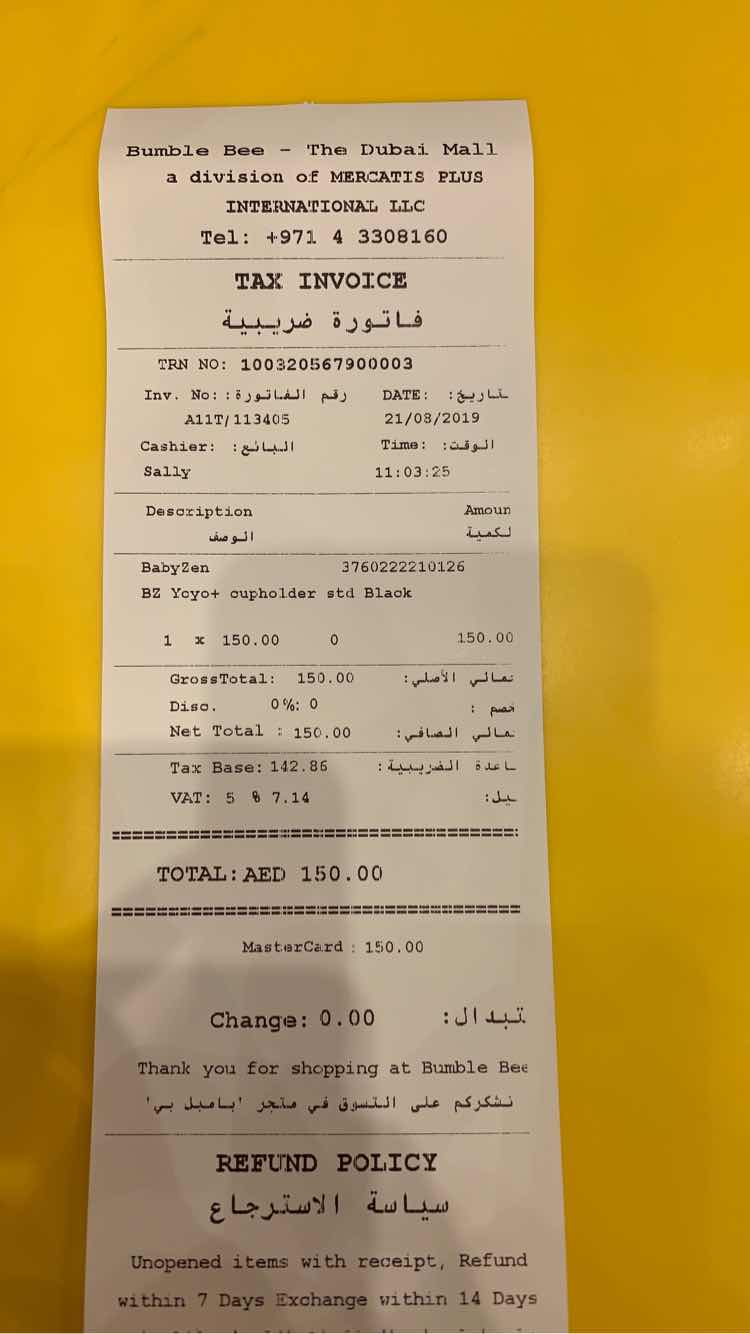 Bumble Bee - The Dubai Mall
a division of MERCATIS PLUS
INTERNATIONAL LLC
Tel: +971 4 3308160
TAX INVOICE
فاتورة ضريبية
TRN NO: 100320567900003
Inv. No: رقم الفاتورة: DATE: تاريخ:
A11T/113405 21/08/2019
Cashier: البائع: Time: الوقت:
Sally 11:03:25
Description Amoun
الوصف لكمية
BabyZen 3760222210126
BZ Yoyo+ cupholder std Black
1 x 150.00 0 150.00
GrossTotal: 150.00 تمالي الأصلي:
Disc. 0%: 0 خصم :
Net Total : 150.00 تمالي الصافي:
Tax Base: 142.86 اعدة الضريبية:
VAT: 5 % 7.14
TOTAL:AED 150.00
MasterCard : 150.00
Change: 0.00 تبدال:
Thank you for shopping at Bumble Bee
نشكركم على التسوق في متجر 'بامبل بي'
REFUND POLICY
سياسة الاسترجاع
Unopened items with receipt, Refund
within 7 Days Exchange within 14 Days